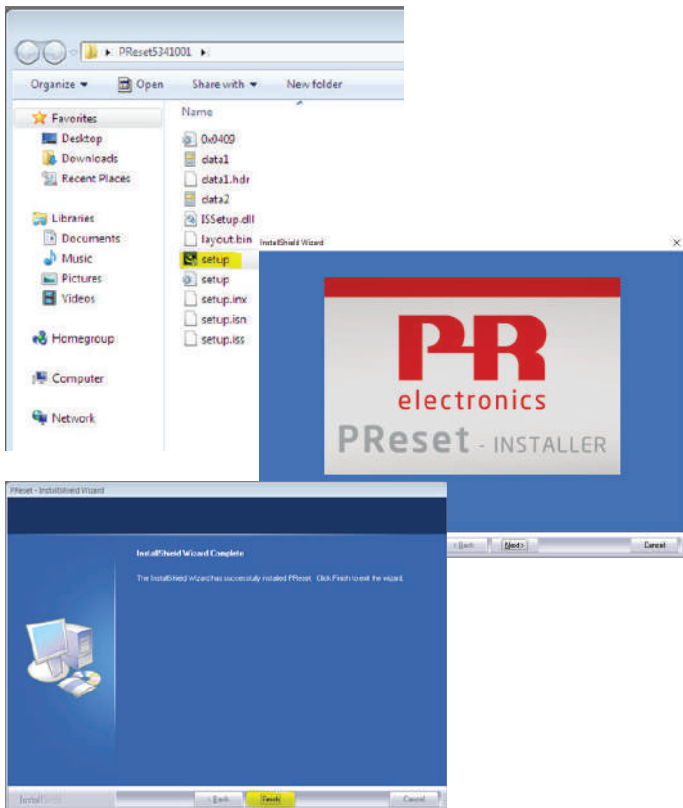 PReset5341001
Organize
Open
Share with
New folder
Name
Favorites
Desktop
Downloads
Recent Places
Libraries
Documents
Music
Pictures
Videos
Homegroup
Computer
Network
0x0409
data1
data1.hdr
data2
ISSetup.dll
layout.bin
setup
setup
setup.inx
setup.isn
setup.iss
InstallShield Wizard
PR
electronics
PReset - INSTALLER
< Back
Next >
Cancel
PReset - InstallShield Wizard
InstallShield Wizard Complete
The InstallShield Wizard has successfully installed PReset. Click Finish to exit the wizard.
InstallShield
< Back
Finish
Cancel